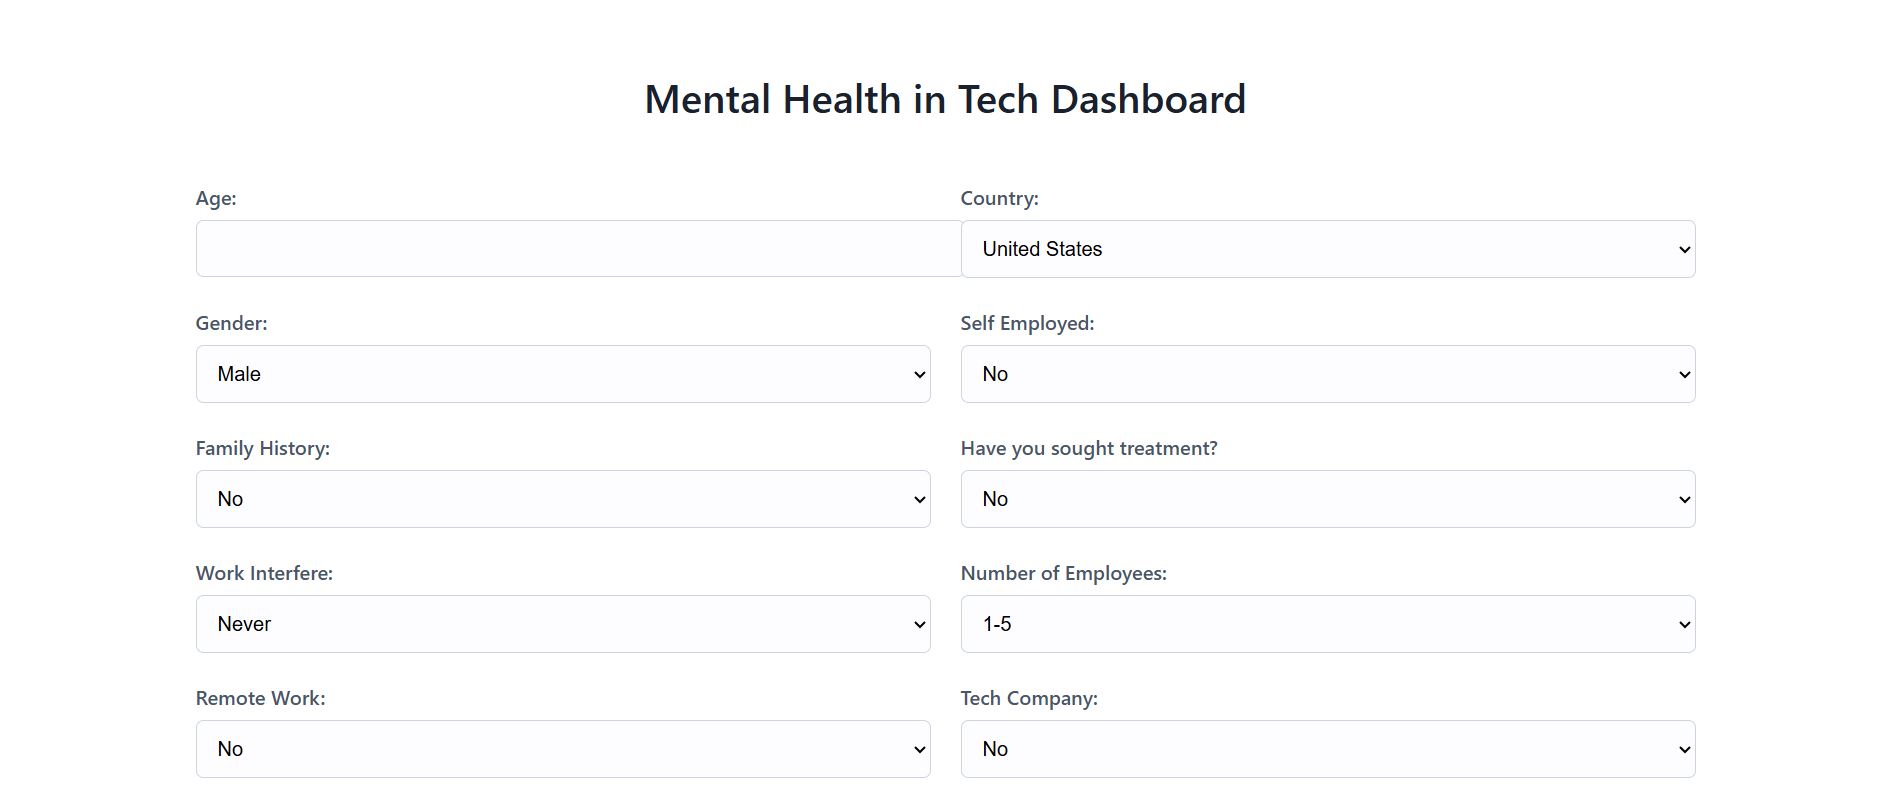 Mental Health in Tech Dashboard
Age:
Country:
United States
Gender:
Self Employed:
Male
No
Family History:
Have you sought treatment?
No
No
Work Interfere:
Number of Employees:
Never
1-5
Remote Work:
Tech Company:
No
No